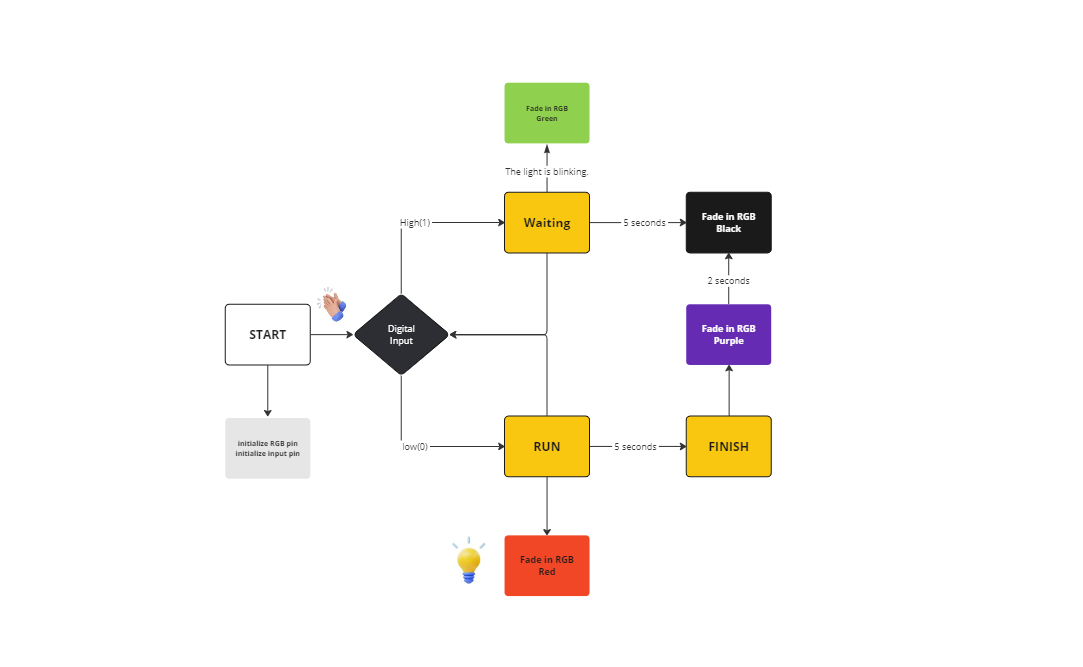 Fade in RGB
Green
The light is blinking.
High(1)
Waiting
5 seconds
Fade in RGB
Black
2 seconds
START
Digital
Input
Fade in RGB
Purple
initialize RGB pin
initialize input pin
low(0)
RUN
5 seconds
FINISH
Fade in RGB
Red